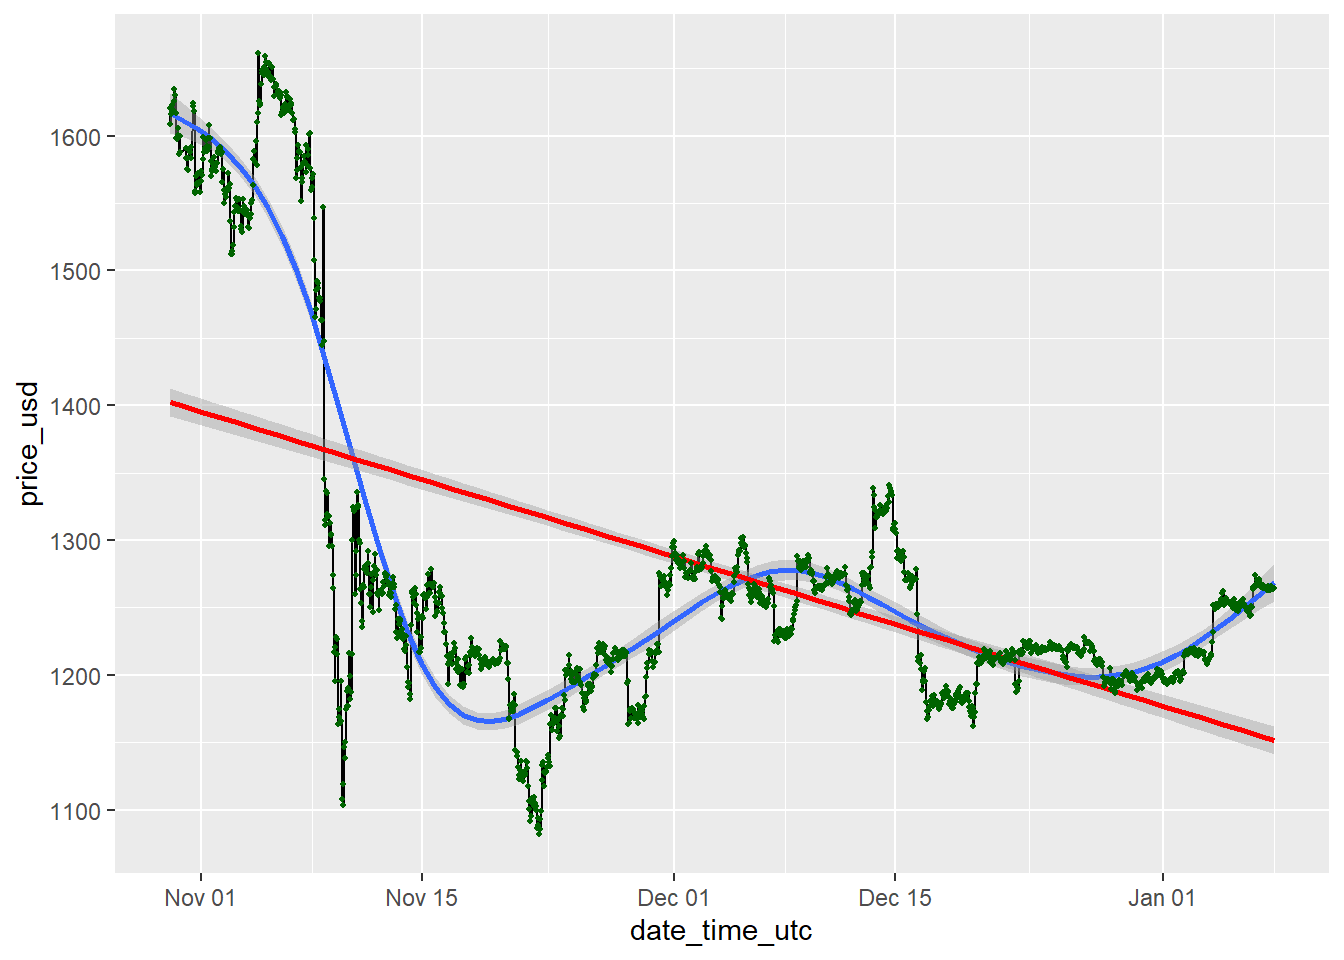 price_usd
1600
1500
1400
1300
1200
1100
Nov 01
Nov 15
Dec 01
Dec 15
Jan 01
date_time_utc